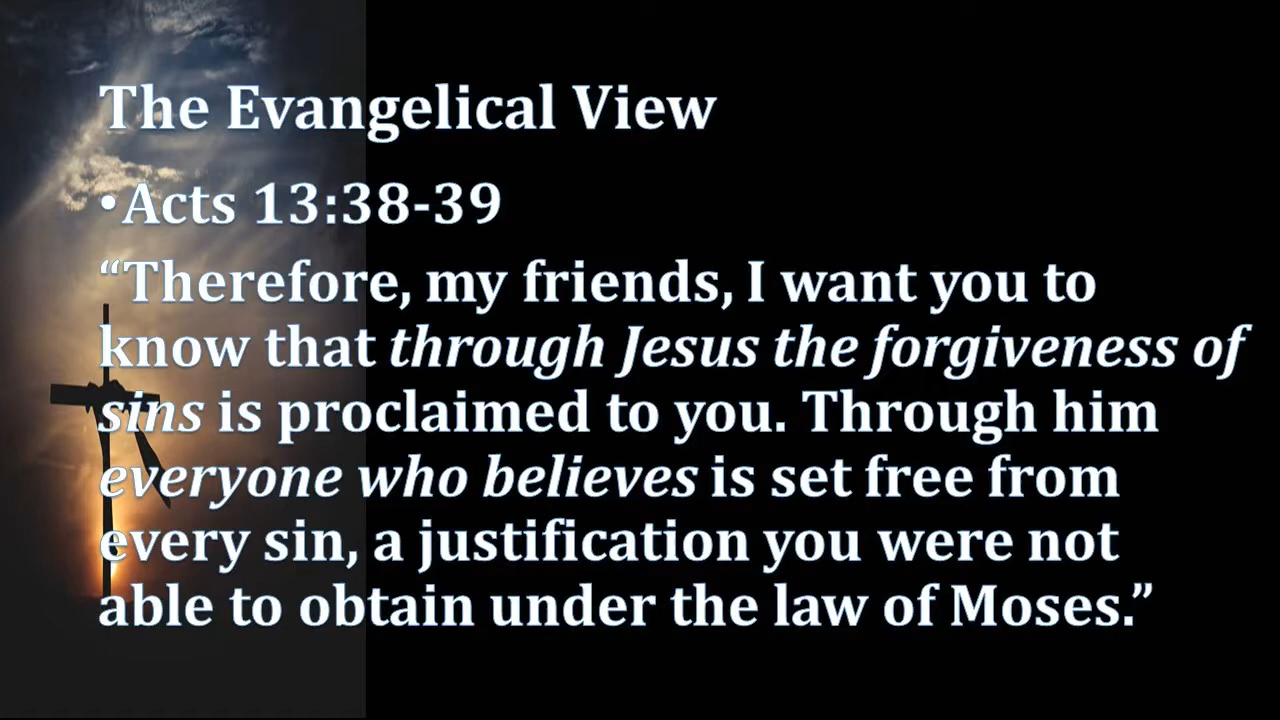 The Evangelical View
•Acts 13:38-39
“Therefore, my friends, I want you to
know that through Jesus the forgiveness of
sins is proclaimed to you. Through him
everyone who believes is set free from
every sin, a justification you were not
able to obtain under the law of Moses.”